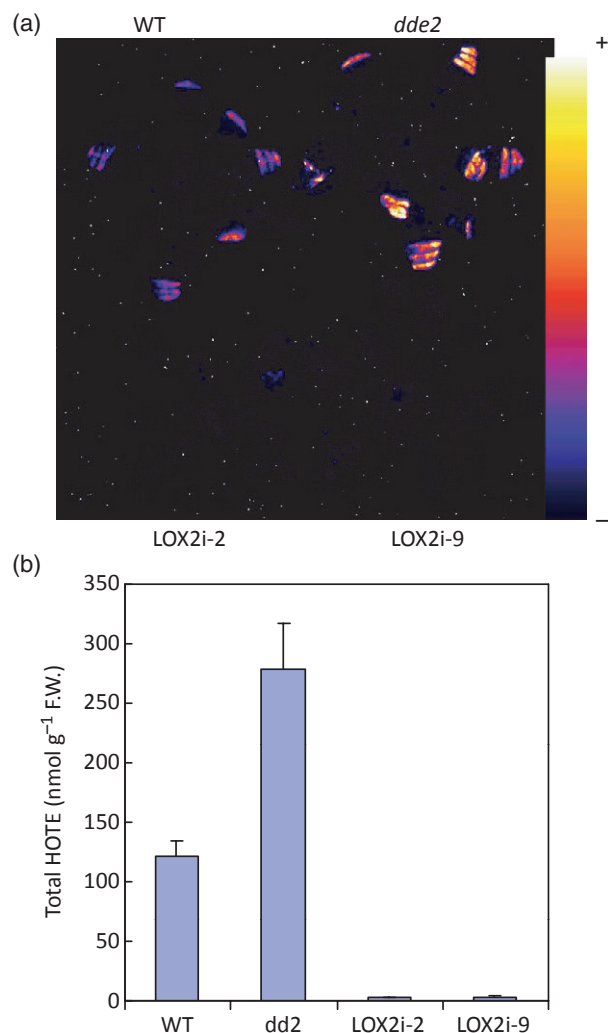 (a)
WT dde2
+
−
LOX2i-2 LOX2i-9
(b)
350
300
250
200
150
100
50
0
Total HOTE (nmol g⁻¹ F.W.)
WT dd2 LOX2i-2 LOX2i-9